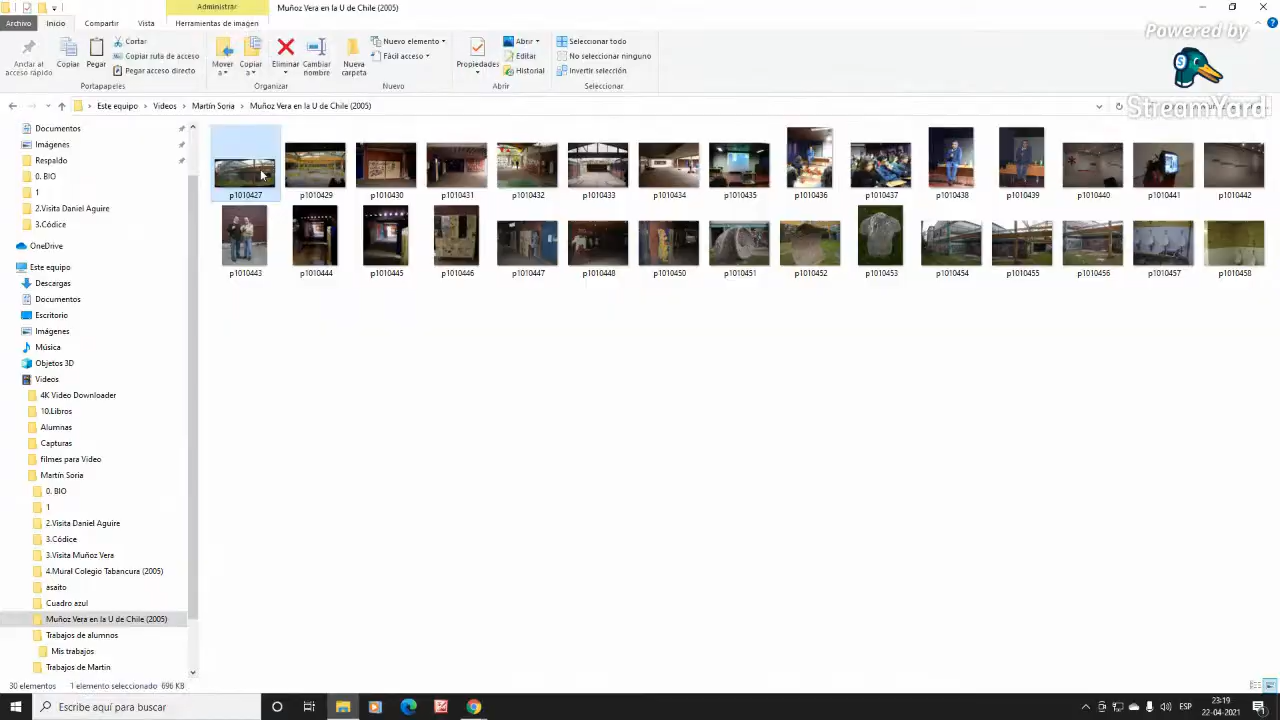 Administrar
Muñoz Vera en la U de Chile (2005)
Archivo
Inicio
Compartir
Vista
Herramientas de imagen
Anclar al acceso rápido
Copiar
Pegar
Cortar
Copiar ruta de acceso
Pegar acceso directo
Portapapeles
Mover a
Copiar a
Eliminar
Cambiar nombre
Organizar
Nueva carpeta
Nuevo elemento
Fácil acceso
Nuevo
Propiedades
Abrir
Editar
Historial
Abrir
Seleccionar todo
No seleccionar ninguno
Invertir selección
Seleccionar
Powered by
StreamYard
Este equipo > Videos > Martín Soria > Muñoz Vera en la U de Chile (2005)
Documentos
Imágenes
Respaldo
0. BIO
1
2.Visita Daniel Aguire
3.Códice
OneDrive
Este equipo
Descargas
Documentos
Escritorio
Imágenes
Música
Objetos 3D
Videos
4K Video Downloader
10.Libros
Alumnas
Capturas
filmes para Video
Martín Soria
0. BIO
1
2.Visita Daniel Aguire
3.Códice
3.Visita Muñoz Vera
4.Mural Colegio Tabancura (2005)
asaito
Cuadro azul
Muñoz Vera en la U de Chile (2005)
Trabajos de alumnos
Mis trabajos
Trabajos de Martin
p1010427 p1010429 p1010430 p1010431 p1010432 p1010433 p1010434 p1010435 p1010436 p1010437 p1010438 p1010439 p1010440 p1010441 p1010442
p1010443 p1010444 p1010445 p1010446 p1010447 p1010448 p1010450 p1010451 p1010452 p1010453 p1010454 p1010455 p1010456 p1010457 p1010458
30 elementos 1 elemento seleccionado 696 KB
Escribe aquí para buscar
ESP
23:19
22-04-2021